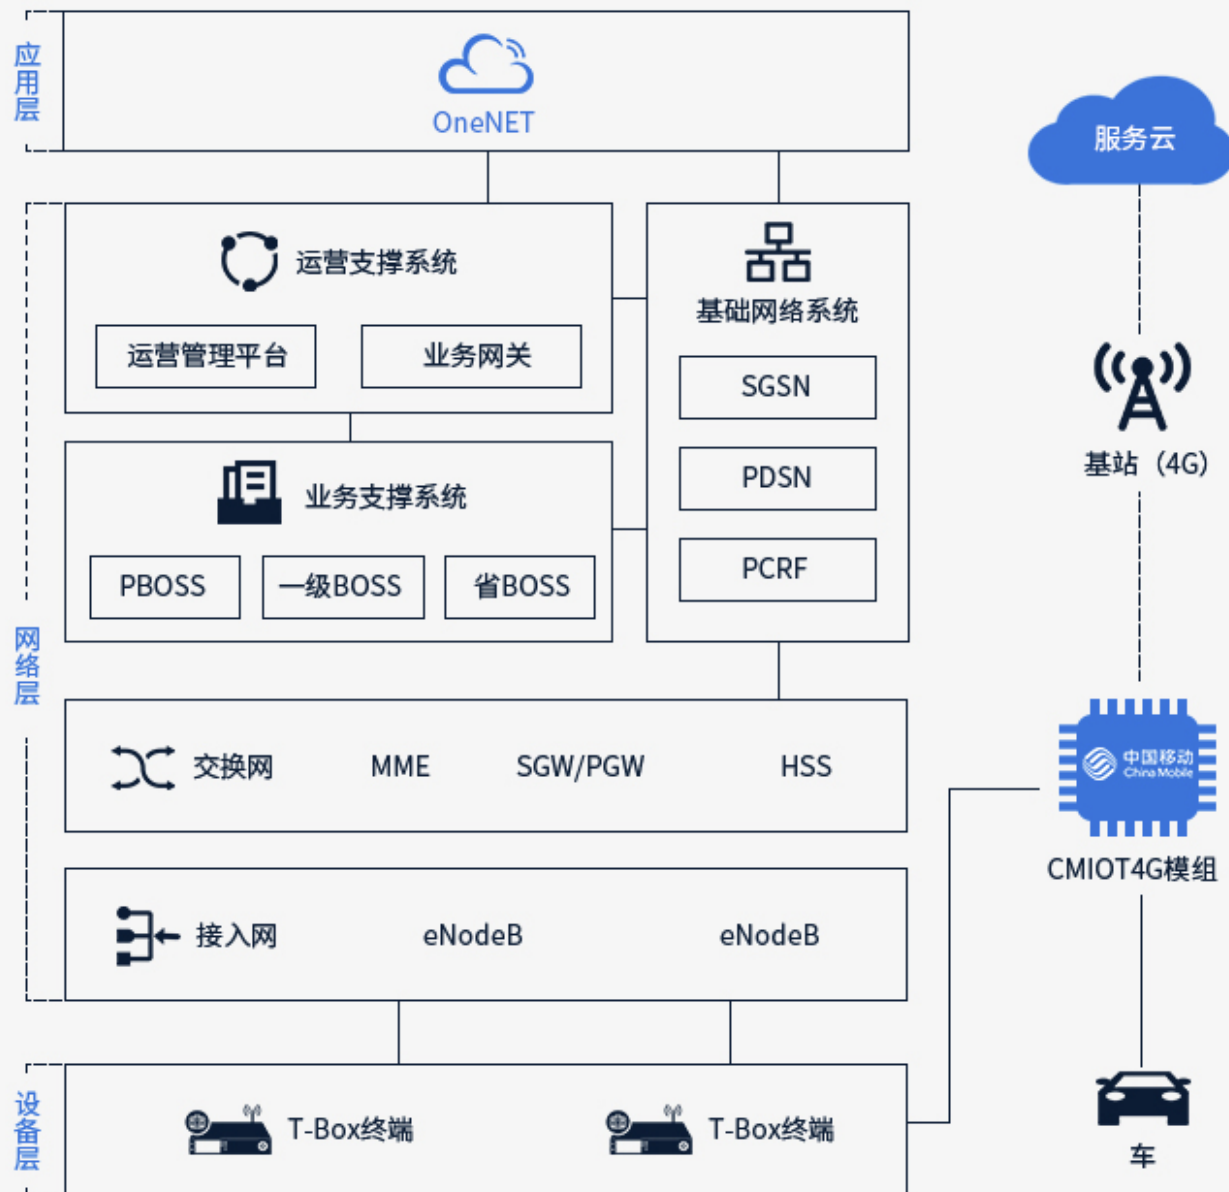 应用层
OneNET
服务云
运营支撑系统
运营管理平台
业务网关
基础网络系统
SGSN
PDSN
PCRF
基站（4G）
业务支撑系统
PBOSS
一级BOSS
省BOSS
网络层
交换网
MME
SGW/PGW
HSS
中国移动
China Mobile
CMIOT4G模组
接入网
eNodeB
eNodeB
设备层
T-Box终端
T-Box终端
车